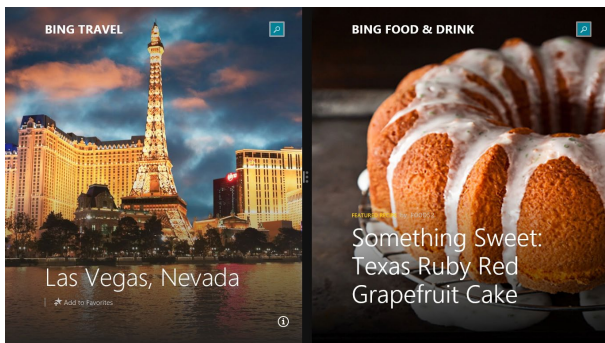 BING TRAVEL
Las Vegas, Nevada
Add to Favorites
BING FOOD & DRINK
Something Sweet:
Texas Ruby Red
Grapefruit Cake